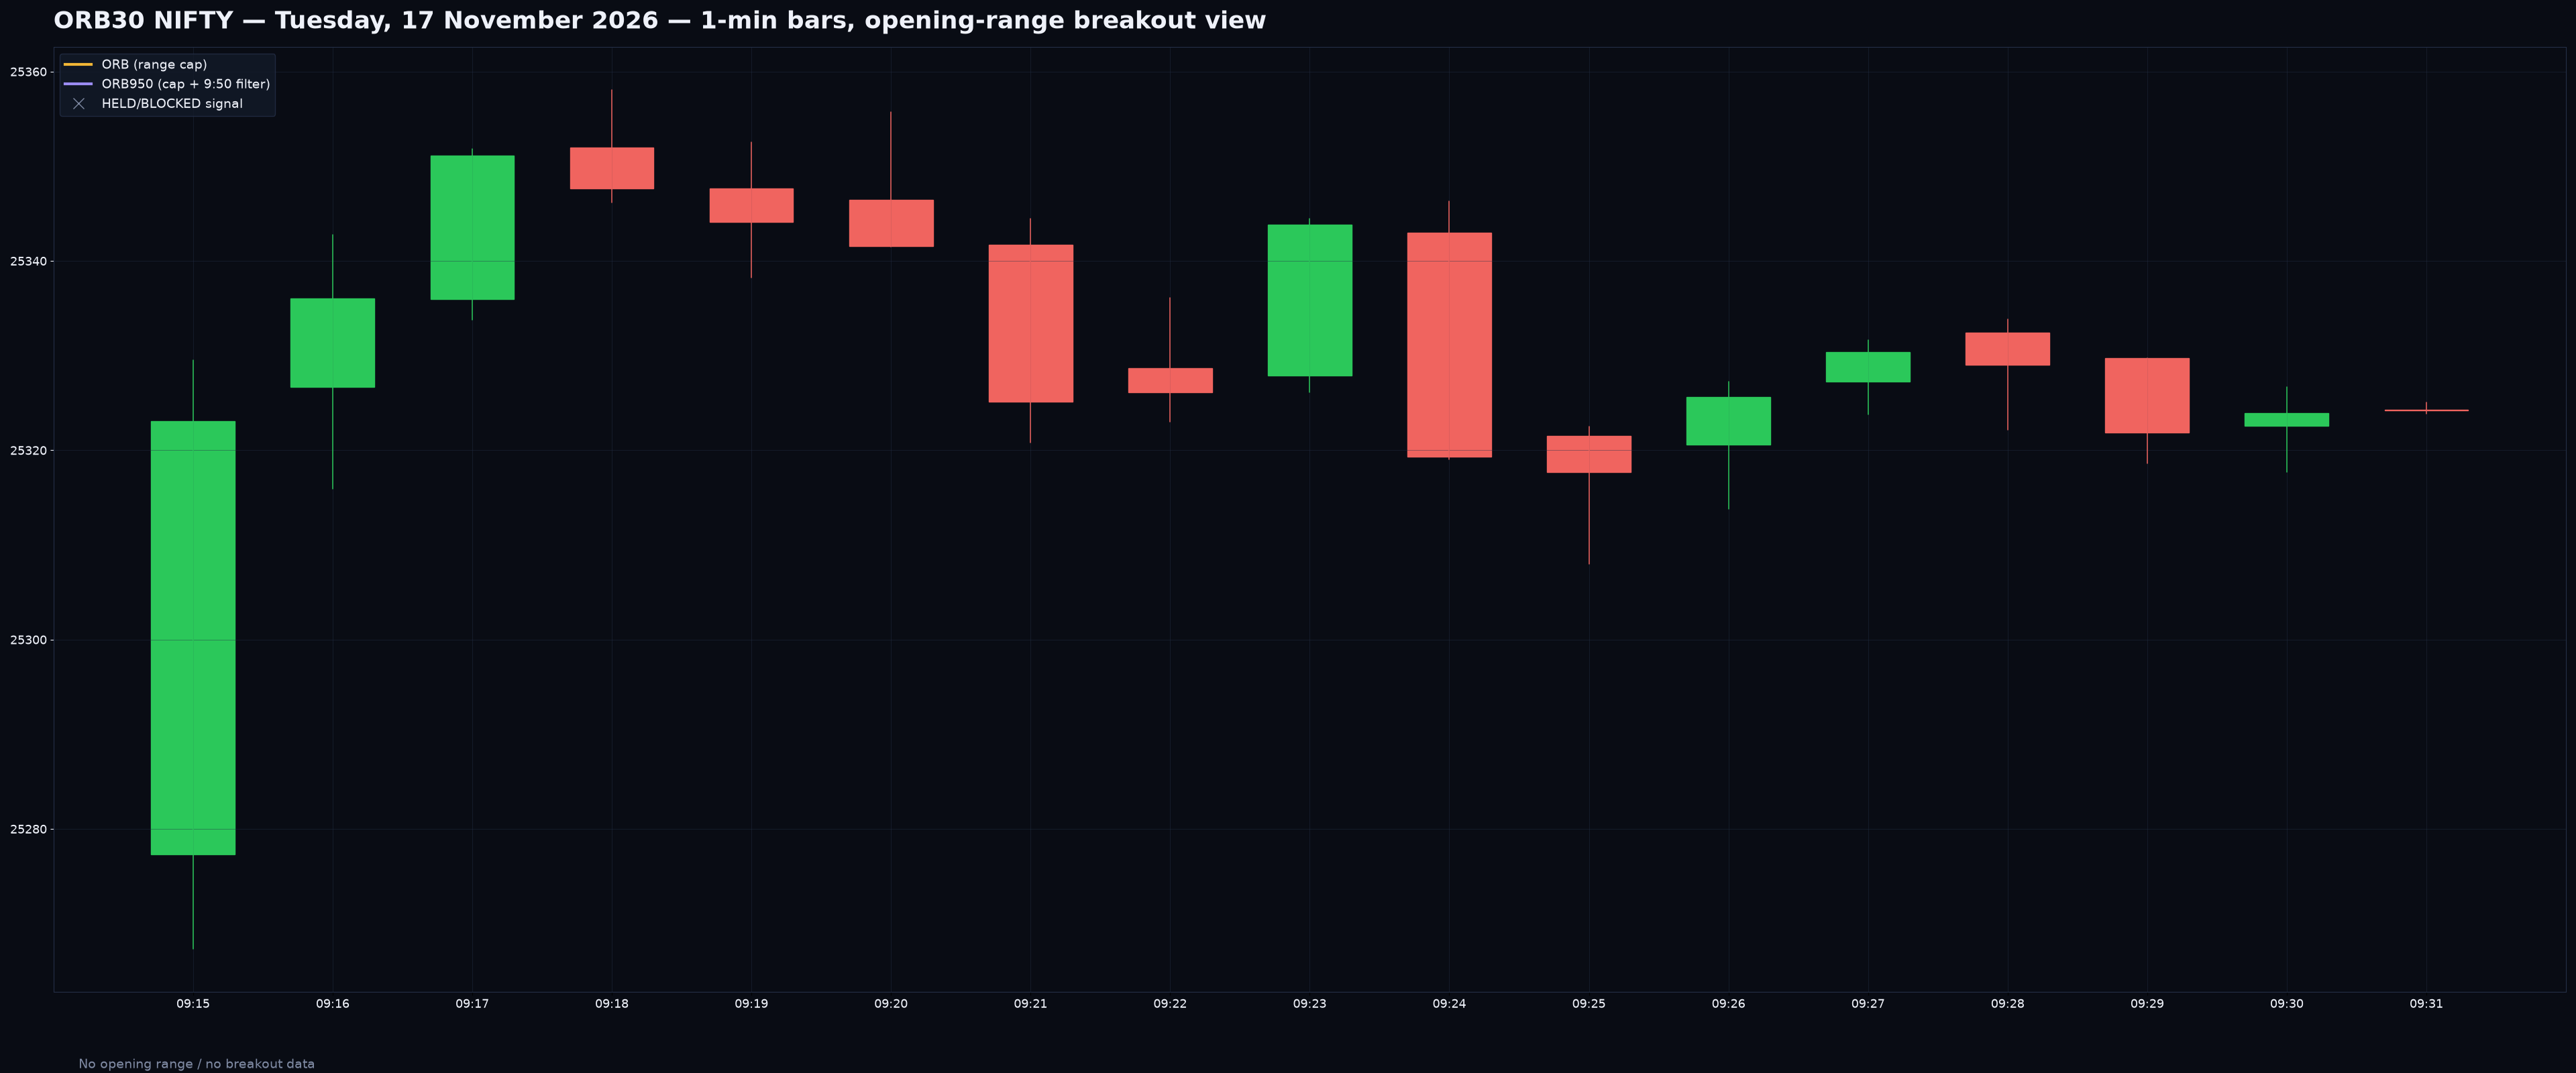 ORB30 NIFTY — Tuesday, 17 November 2026 — 1-min bars, opening-range breakout view
ORB (range cap)
ORB950 (cap + 9:50 filter)
HELD/BLOCKED signal
25360
25340
25320
25300
25280
09:15 09:16 09:17 09:18 09:19 09:20 09:21 09:22 09:23 09:24 09:25 09:26 09:27 09:28 09:29 09:30 09:31
No opening range / no breakout data